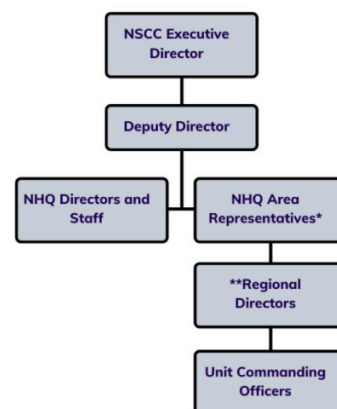 NSCC Executive
Director
Deputy Director
NHQ Directors and
Staff
NHQ Area
Representatives*
**Regional
Directors
Unit Commanding
Officers